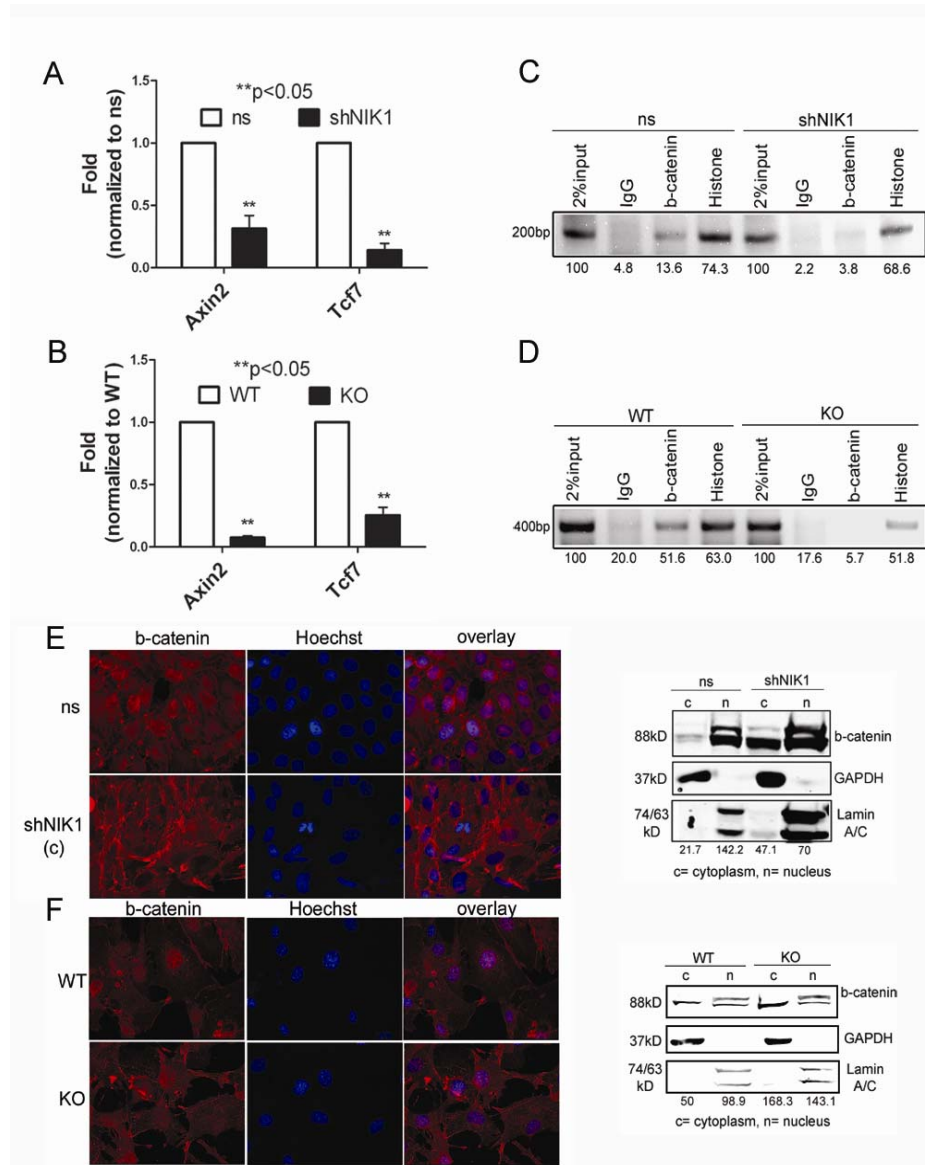 A
1.5
**p<0.05
ns shNIK1
Fold
(normalized to ns)
1.0
0.5
0.0
**
**
Axin2
Tcf7
B
1.5
**p<0.05
WT KO
Fold
(normalized to WT)
1.0
0.5
0.0
**
**
Axin2
Tcf7
C
ns shNIK1
2%input IgG b-catenin Histone 2%input IgG b-catenin Histone
200bp
100 4.8 13.6 74.3 100 2.2 3.8 68.6
D
WT KO
2%input IgG b-catenin Histone 2%input IgG b-catenin Histone
400bp
100 20.0 51.6 63.0 100 17.6 5.7 51.8
E
b-catenin Hoechst overlay
ns
shNIK1
(c)
ns shNIK1
c n c n
88kD b-catenin
37kD GAPDH
74/63 Lamin
kD A/C
21.7 142.2 47.1 70
c= cytoplasm, n= nucleus
F
b-catenin Hoechst overlay
WT
KO
WT KO
c n c n
88kD b-catenin
37kD GAPDH
74/63 Lamin
kD A/C
50 98.9 168.3 143.1
c= cytoplasm, n= nucleus